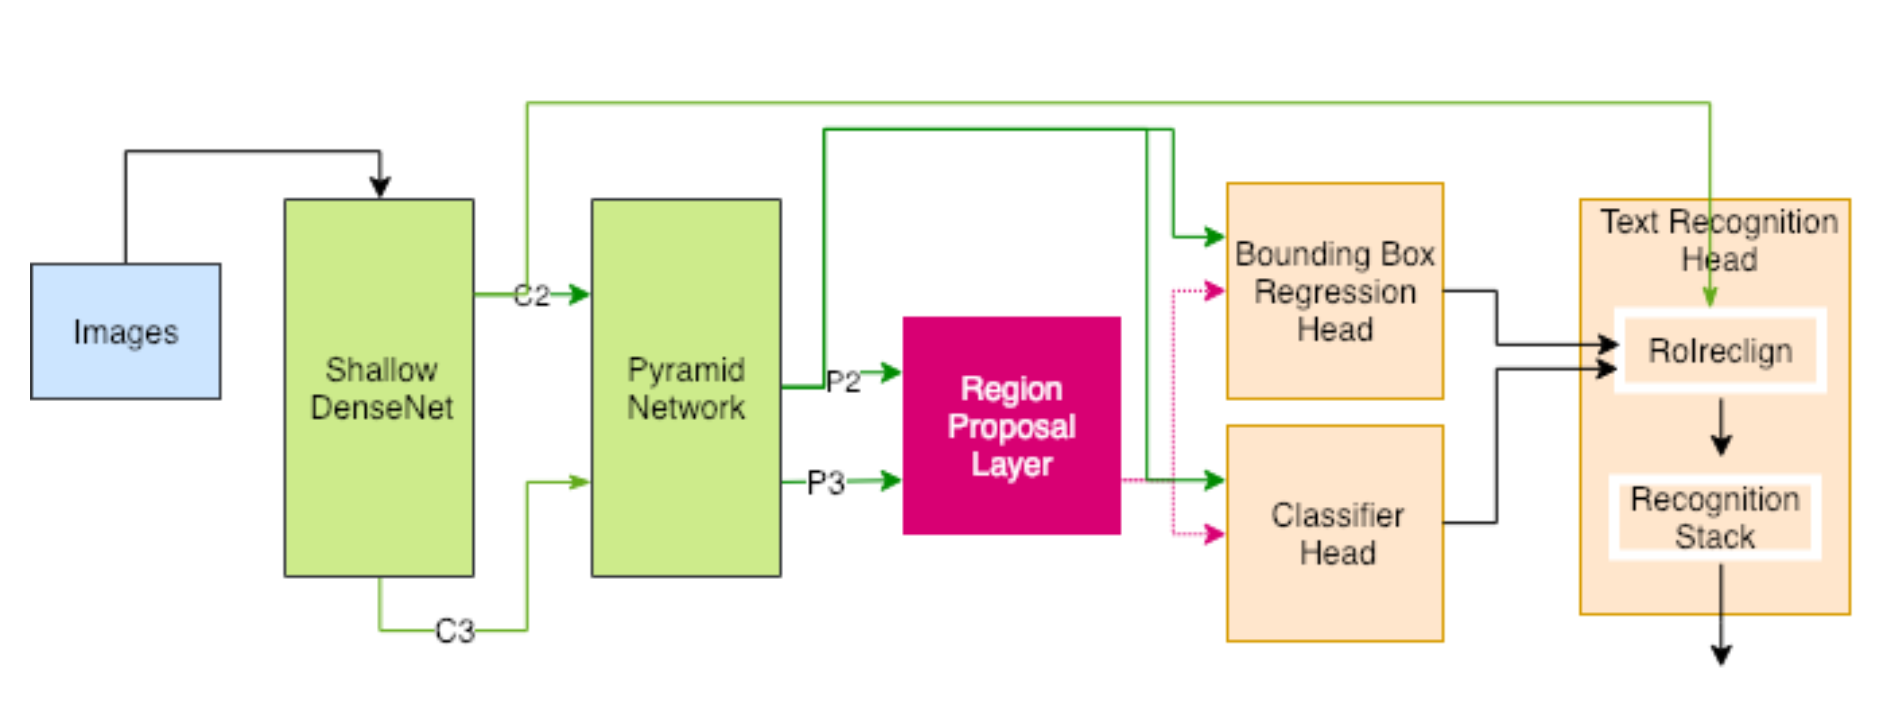 Images
Shallow
DenseNet
C2
C3
Pyramid
Network
P2
P3
Region
Proposal
Layer
Bounding Box
Regression
Head
Classifier
Head
Text Recognition
Head
RoIreclign
Recognition
Stack